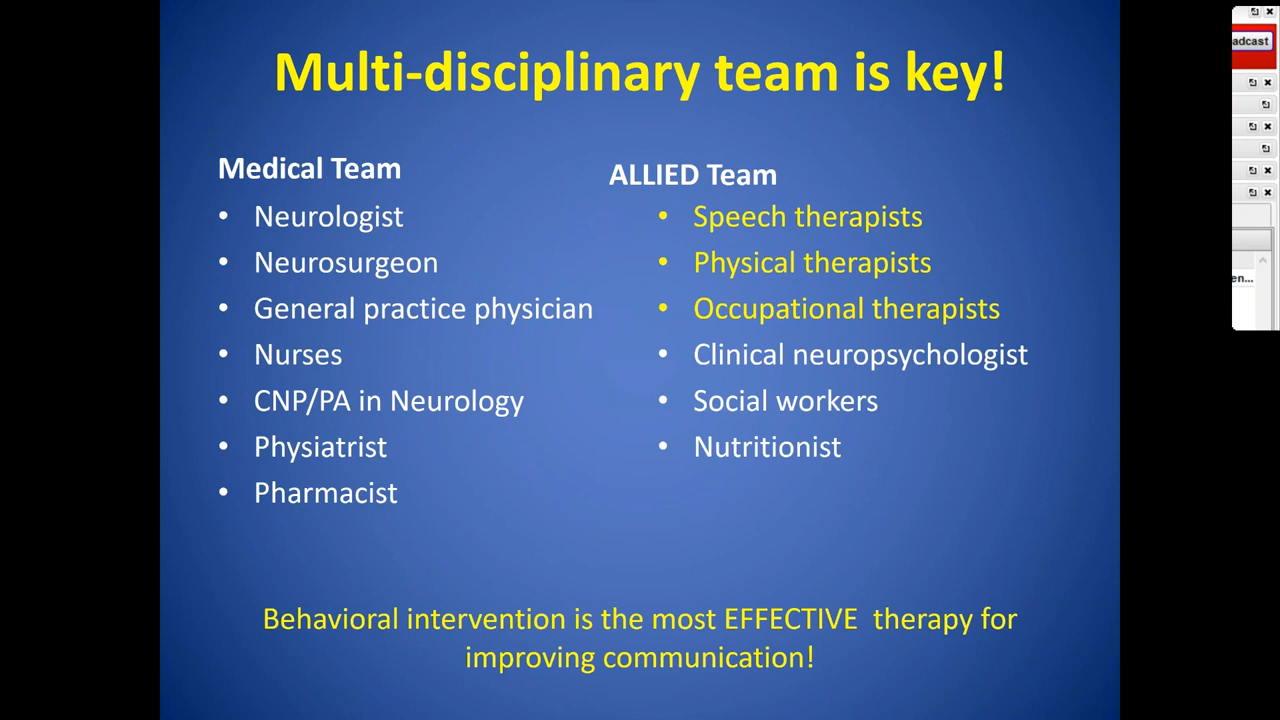 Multi-disciplinary team is key!
Medical Team
• Neurologist
• Neurosurgeon
• General practice physician
• Nurses
• CNP/PA in Neurology
• Physiatrist
• Pharmacist
ALLIED Team
• Speech therapists
• Physical therapists
• Occupational therapists
• Clinical neuropsychologist
• Social workers
• Nutritionist
Behavioral intervention is the most EFFECTIVE therapy for
improving communication!
adcast
en...